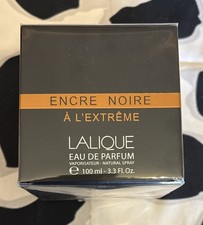 ENCRE NOIRE
À L'EXTRÊME
LALIQUE
EAU DE PARFUM
VAPORISATEUR - NATURAL SPRAY
℮ 100 ml - 3.3 Fl. Oz.